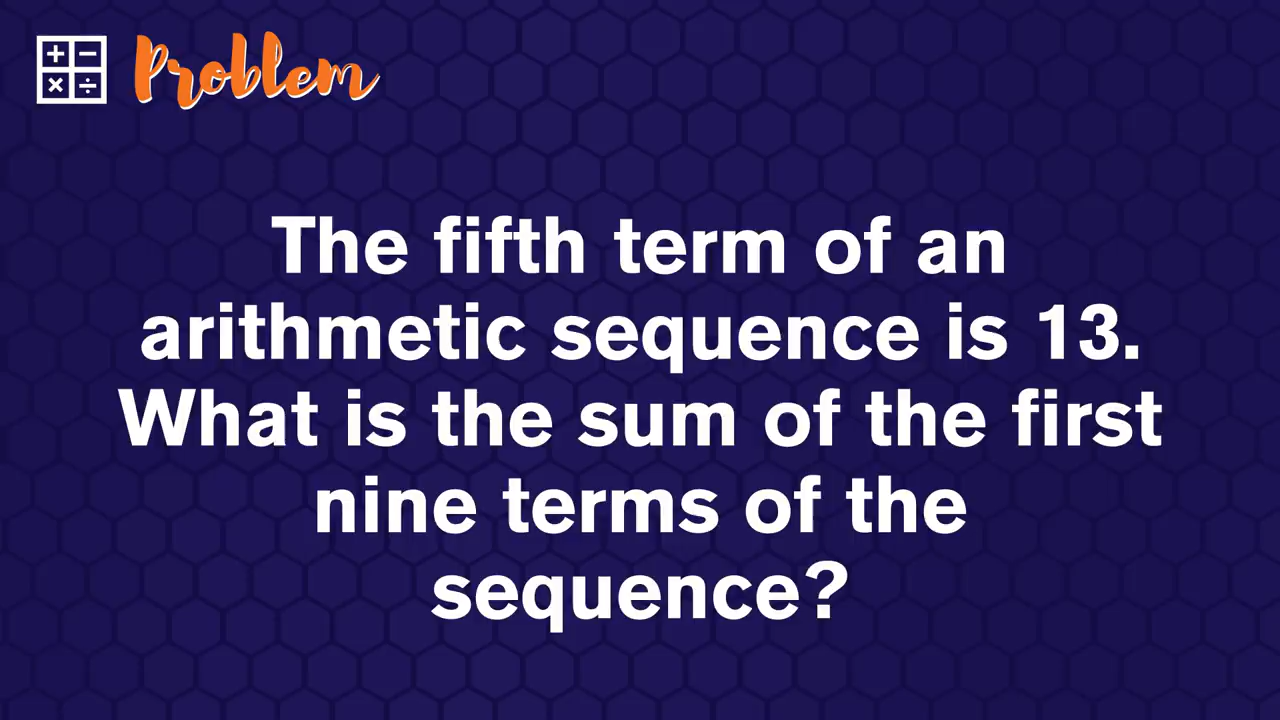 Problem
The fifth term of an
arithmetic sequence is 13.
What is the sum of the first
nine terms of the
sequence?